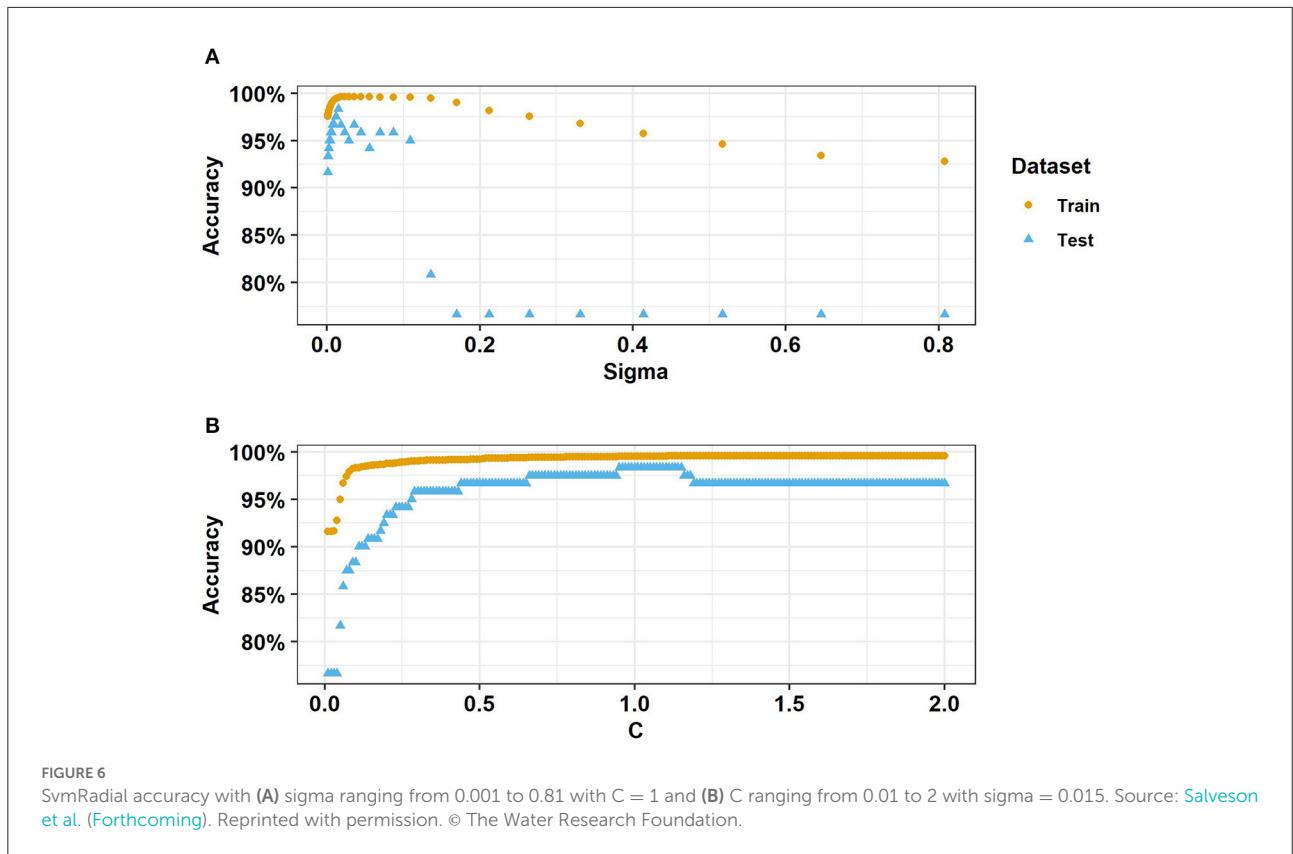 A
100%
95%
90%
85%
80%
Accuracy
0.0 0.2 0.4 0.6 0.8
Sigma
Dataset
Train
Test
B
100%
95%
90%
85%
80%
Accuracy
0.0 0.5 1.0 1.5 2.0
C
FIGURE 6
SvmRadial accuracy with (A) sigma ranging from 0.001 to 0.81 with C = 1 and (B) C ranging from 0.01 to 2 with sigma = 0.015. Source: Salveson
et al. (Forthcoming). Reprinted with permission. © The Water Research Foundation.